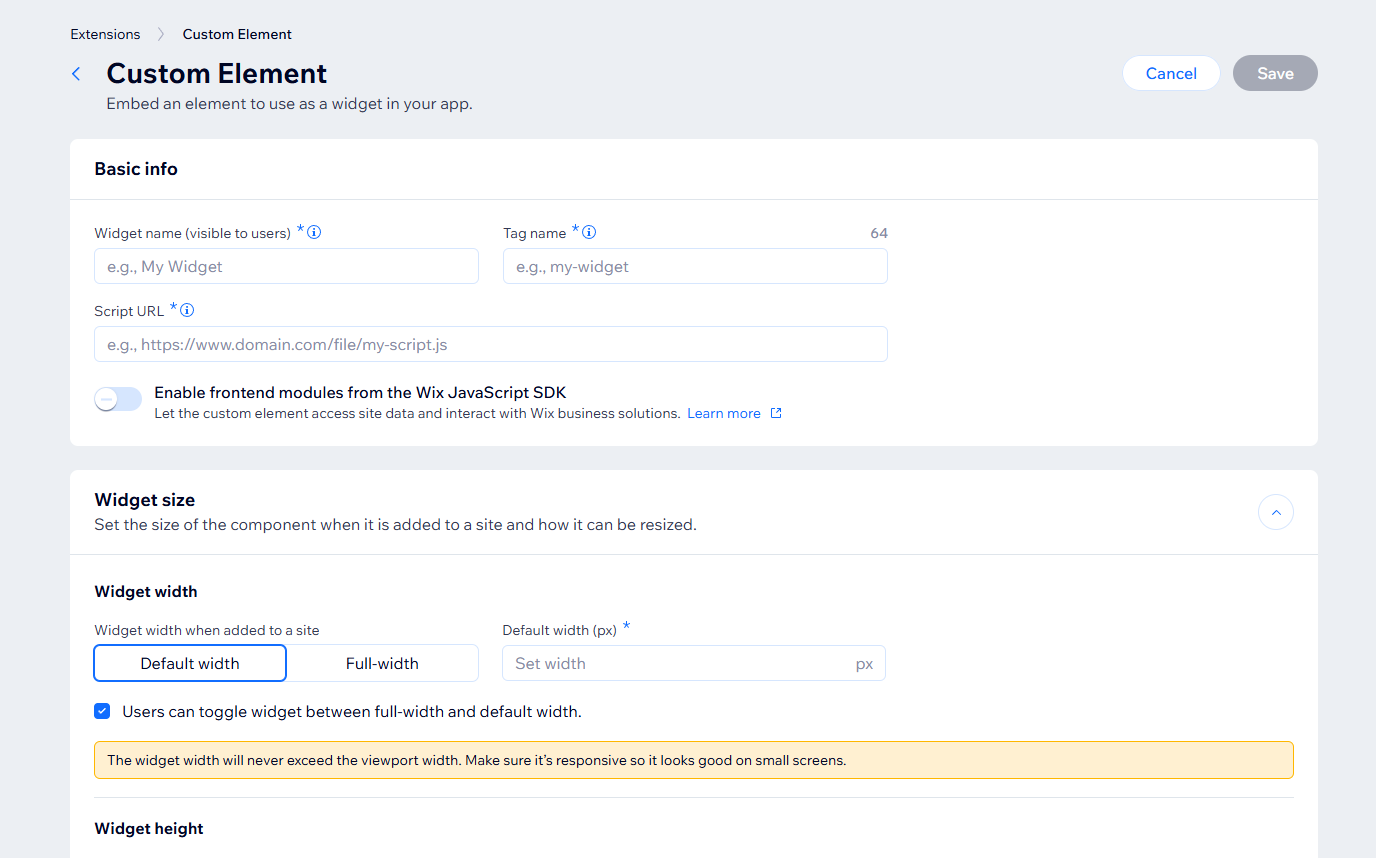 Extensions Custom Element
Custom Element
Cancel
Save
Embed an element to use as a widget in your app.
Basic info
Widget name (visible to users) *
Tag name *
64
e.g., My Widget
e.g., my-widget
Script URL *
e.g., https://www.domain.com/file/my-script.js
Enable frontend modules from the Wix JavaScript SDK
Let the custom element access site data and interact with Wix business solutions. Learn more
Widget size
Set the size of the component when it is added to a site and how it can be resized.
Widget width
Widget width when added to a site
Default width (px) *
Default width
Full-width
Set width
px
Users can toggle widget between full-width and default width.
The widget width will never exceed the viewport width. Make sure it's responsive so it looks good on small screens.
Widget height